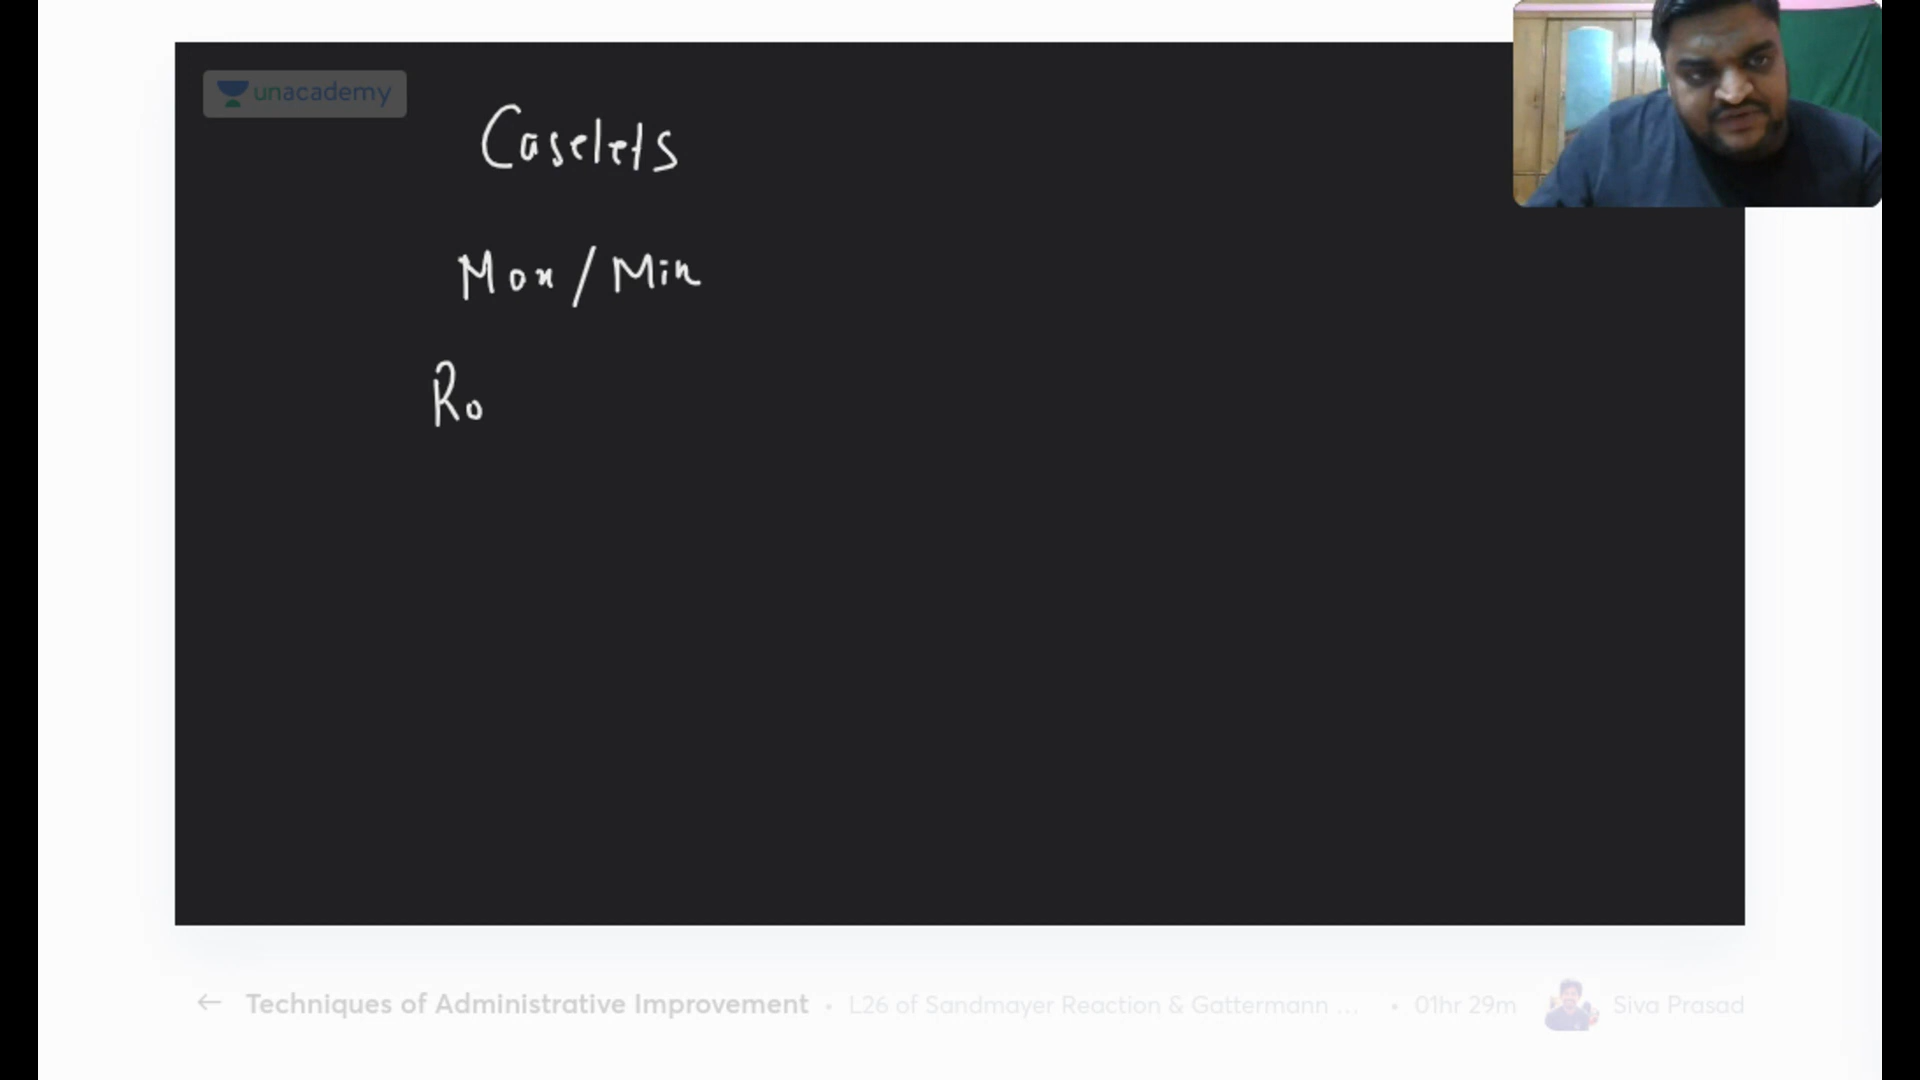 unacademy
Caselets
Max/Min
Ro
← Techniques of Administrative Improvement • L26 of Sandmayer Reaction & Gattermann ... • 01hr 29m Siva Prasad